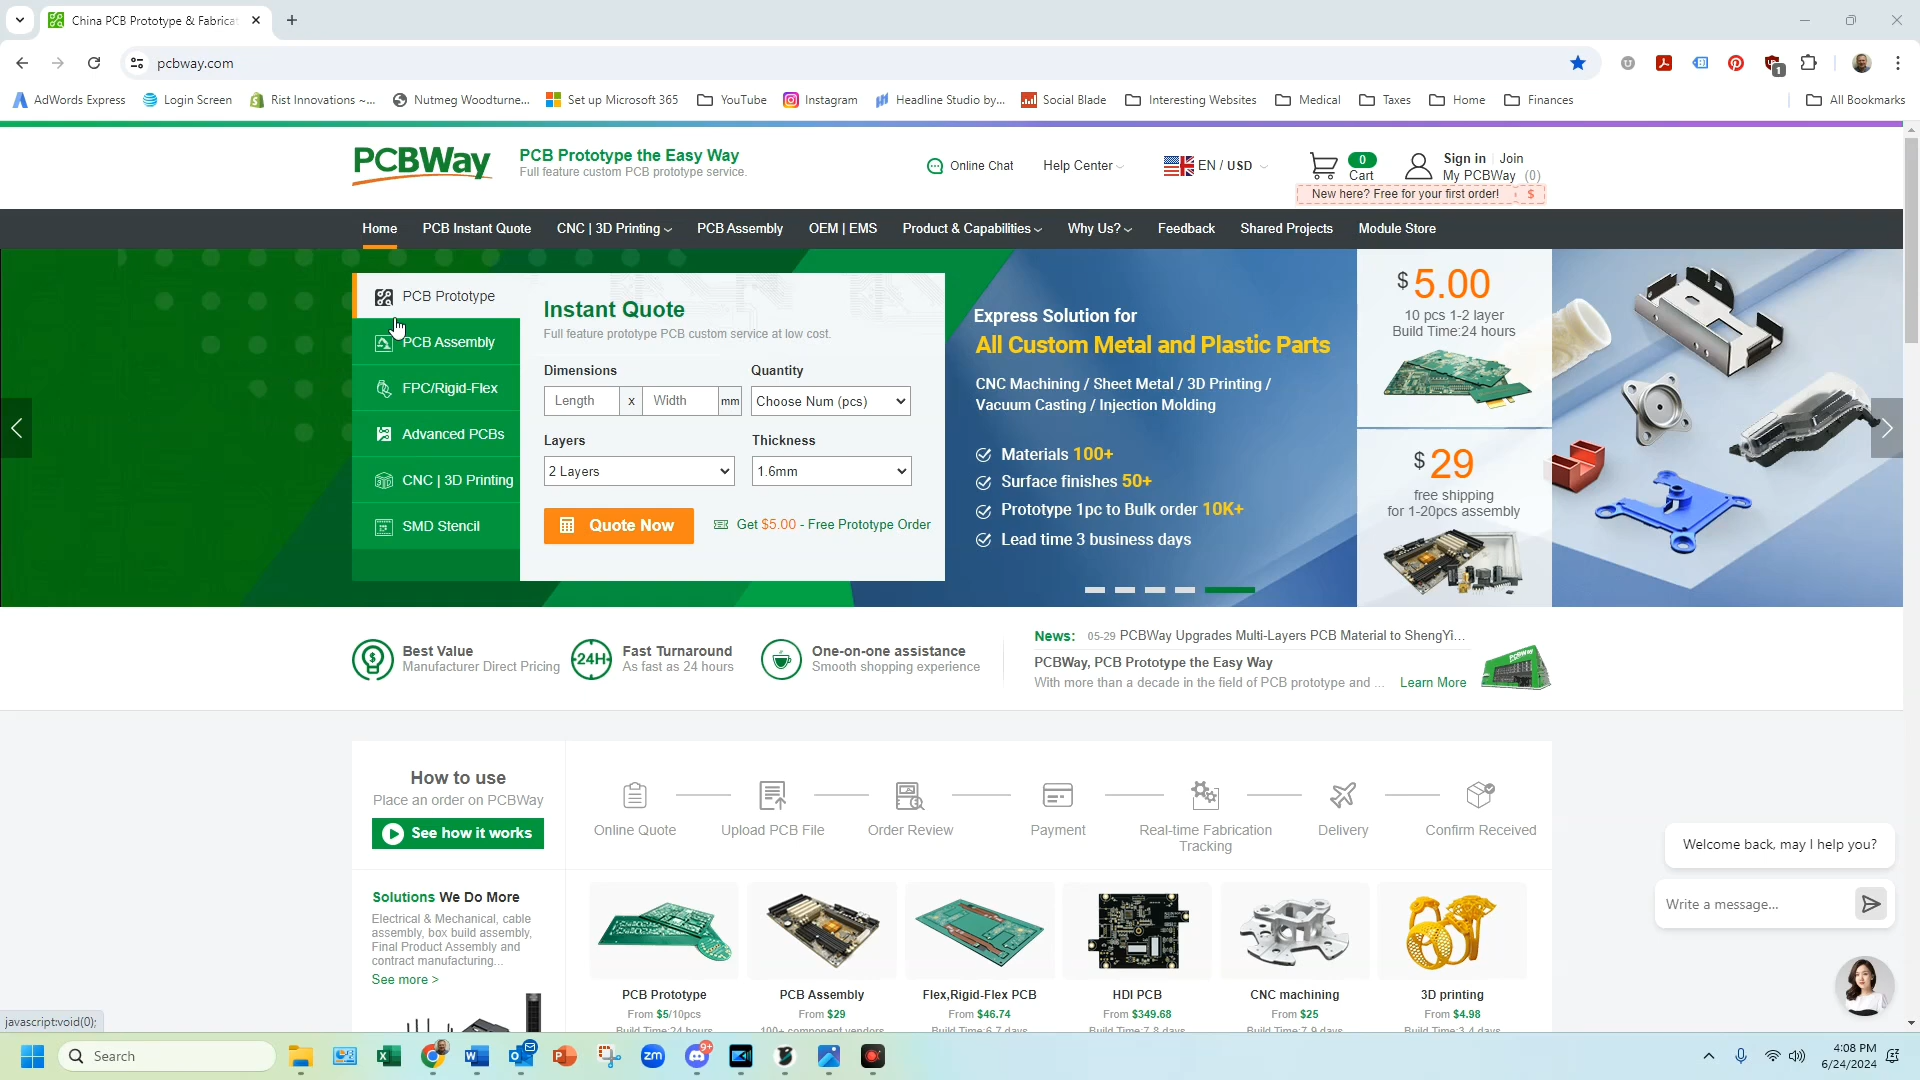 China PCB Prototype & Fabricat
pcbway.com
AdWords Express
Login Screen
Rist Innovations ~...
Nutmeg Woodturne...
Set up Microsoft 365
YouTube
Instagram
Headline Studio by...
Social Blade
Interesting Websites
Medical
Taxes
Home
Finances
All Bookmarks
PCBWay
PCB Prototype the Easy Way
Full feature custom PCB prototype service.
Online Chat
Help Center
EN / USD
0
Cart
Sign in Join
My PCBWay (0)
New here? Free for your first order! $
Home
PCB Instant Quote
CNC | 3D Printing
PCB Assembly
OEM | EMS
Product & Capabilities
Why Us?
Feedback
Shared Projects
Module Store
PCB Prototype
PCB Assembly
FPC/Rigid-Flex
Advanced PCBs
CNC | 3D Printing
SMD Stencil
Instant Quote
Full feature prototype PCB custom service at low cost.
Dimensions
Quantity
Length x Width mm
Choose Num (pcs)
Layers
Thickness
2 Layers
1.6mm
Quote Now
Get $5.00 - Free Prototype Order
Express Solution for
All Custom Metal and Plastic Parts
CNC Machining / Sheet Metal / 3D Printing /
Vacuum Casting / Injection Molding
Materials 100+
Surface finishes 50+
Prototype 1pc to Bulk order 10K+
Lead time 3 business days
$5.00
10 pcs 1-2 layer
Build Time:24 hours
$29
free shipping
for 1-20pcs assembly
Best Value
Manufacturer Direct Pricing
24H
Fast Turnaround
As fast as 24 hours
One-on-one assistance
Smooth shopping experience
News: 05-29 PCBWay Upgrades Multi-Layers PCB Material to ShengYi...
PCBWay, PCB Prototype the Easy Way
With more than a decade in the field of PCB prototype and ... Learn More
PCBWay
How to use
Place an order on PCBWay
See how it works
Online Quote
Upload PCB File
Order Review
Payment
Real-time Fabrication
Tracking
Delivery
Confirm Received
Welcome back, may I help you?
Write a message...
Solutions We Do More
Electrical & Mechanical, cable
assembly, box build assembly,
Final Product Assembly and
contract manufacturing...
See more >
PCB Prototype
From $5/10pcs
Build Time:24 hours
PCB Assembly
From $29
100+ component vendors
Flex,Rigid-Flex PCB
From $46.74
Build Time:6-7 days
HDI PCB
From $349.68
Build Time:7-8 days
CNC machining
From $25
Build Time:7-9 days
3D printing
From $4.98
Build Time:3-4 days
javascript:void(0);
Search
zm
9+
4:08 PM
6/24/2024